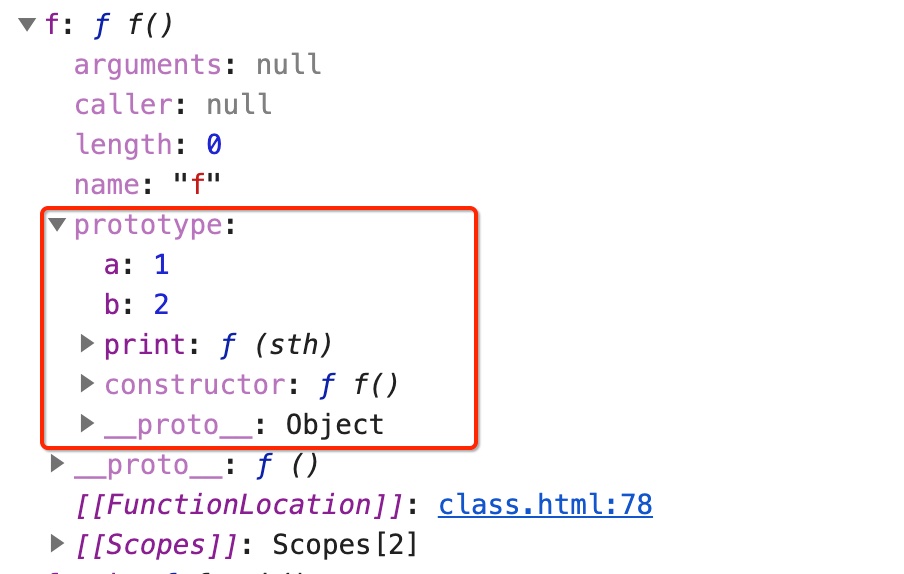 f: ƒ f()
arguments: null
caller: null
length: 0
name: "f"
prototype:
a: 1
b: 2
print: ƒ (sth)
constructor: ƒ f()
__proto__: Object
__proto__: ƒ ()
[[FunctionLocation]]: class.html:78
[[Scopes]]: Scopes[2]